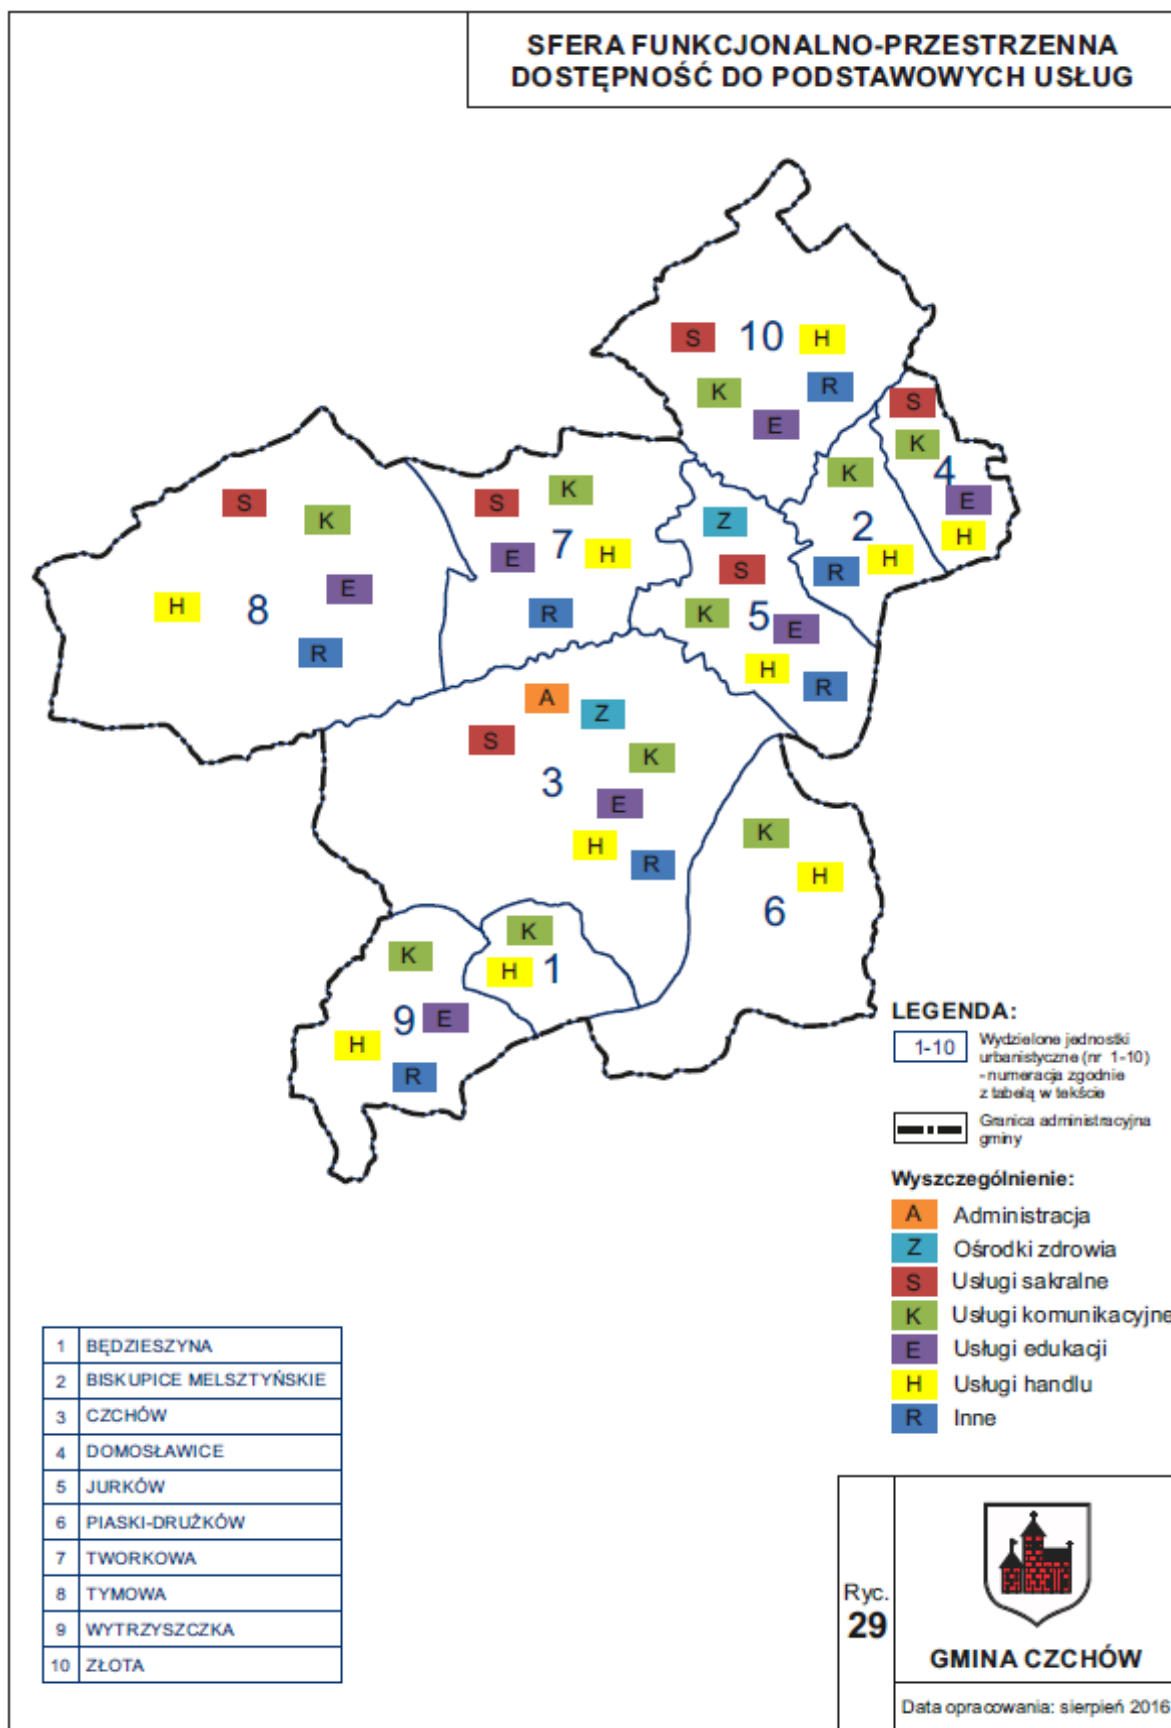 SFERA FUNKCJONALNO-PRZESTRZENNA
DOSTĘPNOŚĆ DO PODSTAWOWYCH USŁUG
S 10 H
K R
E
S
K
4
E
H
K
2
H
R
S K
E 7 H
R
Z
S
K 5 E
H
R
S
K
E
H 8
R
A
Z
S
K
3
E
H
R
K
H
6
K
H 1
K
9 E
H
R
LEGENDA:
1-10 Wydzielone jednostki
urbanistyczne (nr 1-10)
- numeracja zgodnie
z tabelą w tekście
Granica administracyjna
gminy
Wyszczególnienie:
A Administracja
Z Ośrodki zdrowia
S Usługi sakralne
K Usługi komunikacyjne
E Usługi edukacji
H Usługi handlu
R Inne
1 BĘDZIESZYNA
2 BISKUPICE MELSZTYŃSKIE
3 CZCHÓW
4 DOMOSŁAWICE
5 JURKÓW
6 PIASKI-DRUŻKÓW
7 TWORKOWA
8 TYMOWA
9 WYTRZYSZCZKA
10 ZŁOTA
Ryc.
29
GMINA CZCHÓW
Data opracowania: sierpień 2016